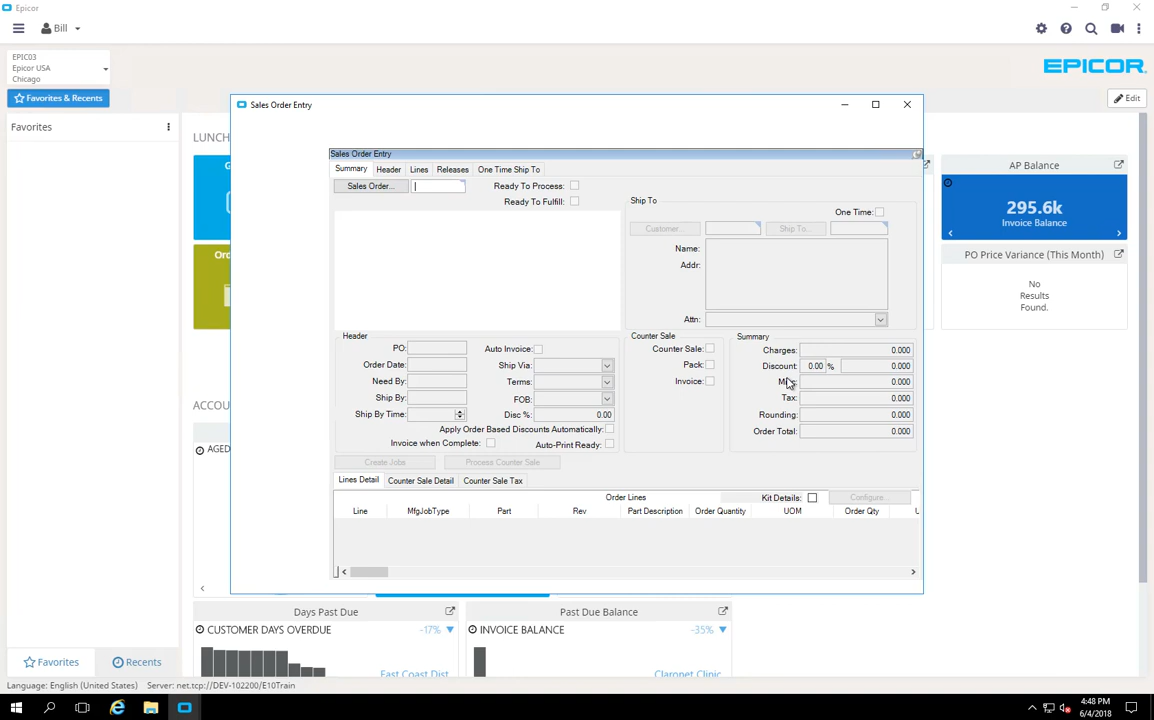 Epicor
Bill
EPIC03
Epicor USA
Chicago
EPICOR
Favorites & Recents
Edit
Favorites
LUNCH
Sales Order Entry
Sales Order Entry
Summary Header Lines Releases One Time Ship To
Sales Order...
Ready To Process:
Ready To Fulfill:
Ship To
One Time:
Customer...
Ship To...
Name:
Addr:
Attn:
Header
PO:
Order Date:
Need By:
Ship By:
Ship By Time:
Auto Invoice:
Ship Via:
Terms:
FOB:
Disc %: 0.00
Apply Order Based Discounts Automatically:
Invoice when Complete:
Auto-Print Ready:
Counter Sale
Counter Sale:
Pack:
Invoice:
Summary
Charges: 0.000
Discount: 0.00 % 0.000
0.000
Tax: 0.000
Rounding: 0.000
Order Total: 0.000
Create Jobs
Process Counter Sale
Lines Detail Counter Sale Detail Counter Sale Tax
Order Lines
Kit Details:
Configure...
Line MfgJobType Part Rev Part Description Order Quantity UOM Order Qty
AP Balance
295.6k
Invoice Balance
PO Price Variance (This Month)
No
Results
Found.
ACCOU
AGED
Days Past Due
CUSTOMER DAYS OVERDUE -17%
East Coast Dist
Past Due Balance
INVOICE BALANCE -35%
Claronet Clinic
Favorites Recents
Language: English (United States) Server: net.tcp://DEV-102200/E10Train
4:48 PM
6/4/2018